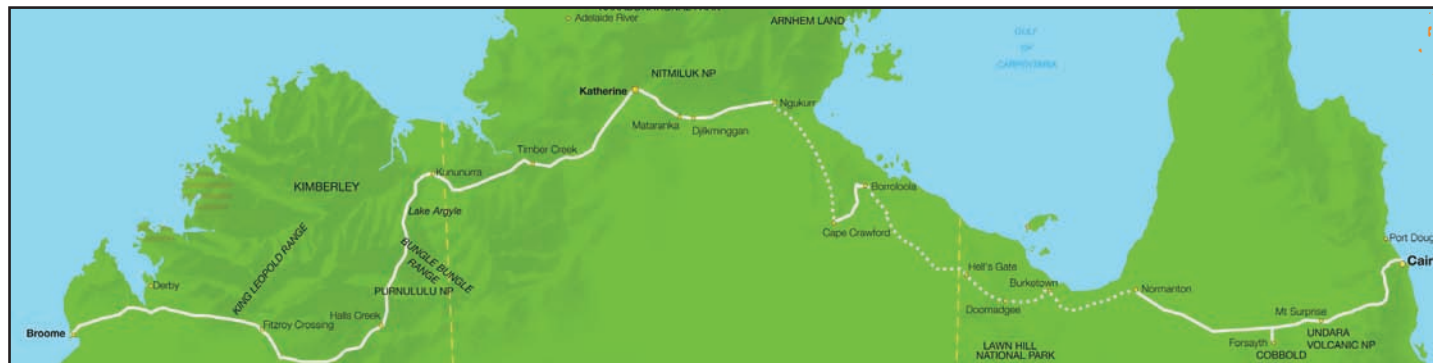 Adelaide River
ARNHEM LAND
GULF
OF
CARPENTARIA
NITMILUK NP
Katherine
Ngukurr
Mataranka
Djilkminggan
Timber Creek
Kununurra
KIMBERLEY
Borroloola
Lake Argyle
Cape Crawford
Port Doug
KING LEOPOLD RANGE
BUNGLE BUNGLE
RANGE
Cair
Hell's Gate
Derby
PURNULULU NP
Burketown
Normanton
Doomadgee
Halls Creek
Mt Surprise
Broome
Fitzroy Crossing
UNDARA
VOLCANIC NP
Forsayth
LAWN HILL
NATIONAL PARK
COBBOLD